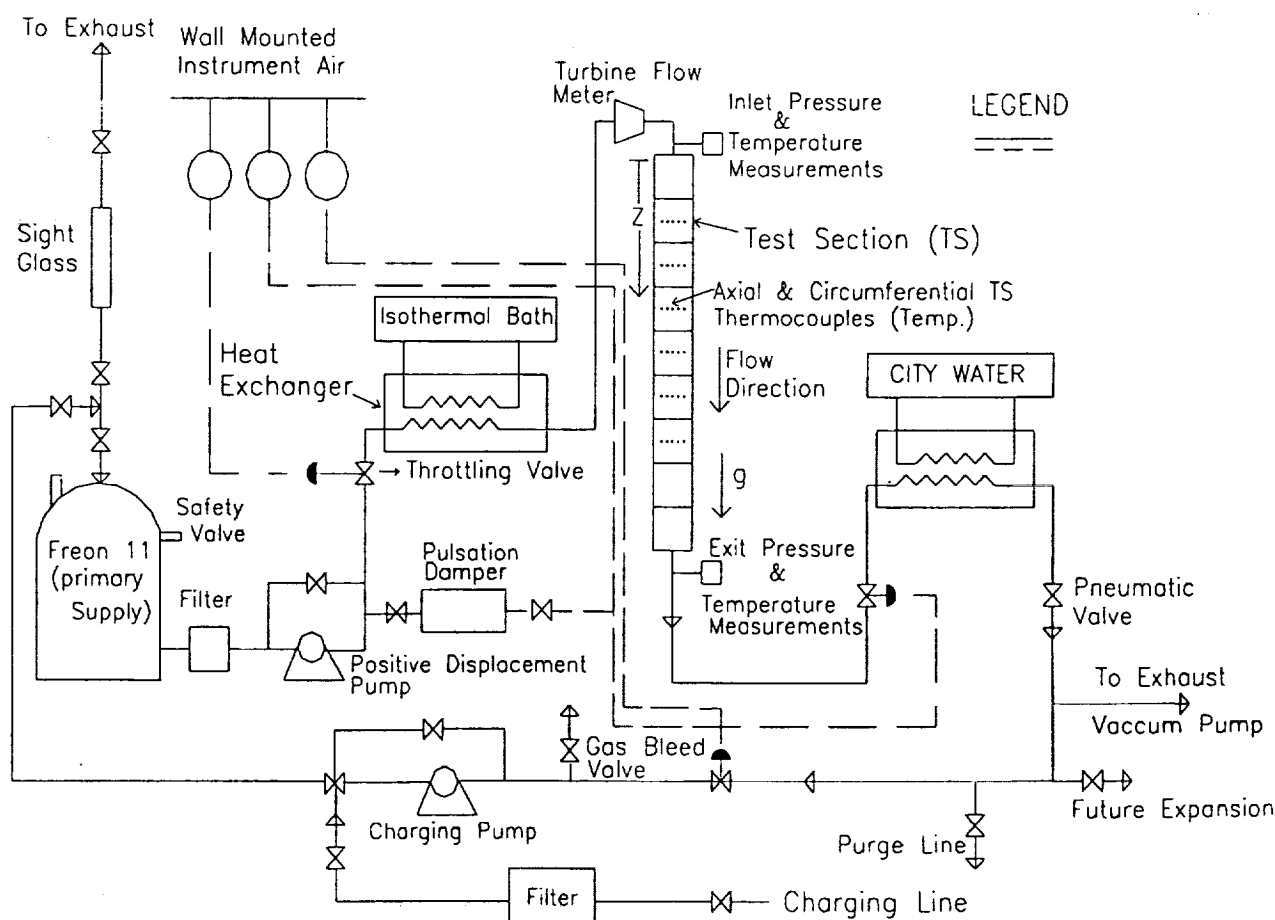 To Exhaust
Wall Mounted
Instrument Air
Turbine Flow
Meter
Inlet Pressure
&
Temperature
Measurements
LEGEND
Z
Sight
Glass
Test Section (TS)
Axial & Circumferential TS
Thermocouples (Temp.)
Isothermal Bath
Heat
Exchanger
Flow
Direction
CITY WATER
Throttling Valve
g
Safety
Valve
Freon 11
(primary
Supply)
Filter
Pulsation
Damper
Exit Pressure
&
Temperature
Measurements
Pneumatic
Valve
Positive Displacement
Pump
To Exhaust
Vaccum Pump
Gas Bleed
Valve
Future Expansion
Charging Pump
Purge Line
Filter
Charging Line